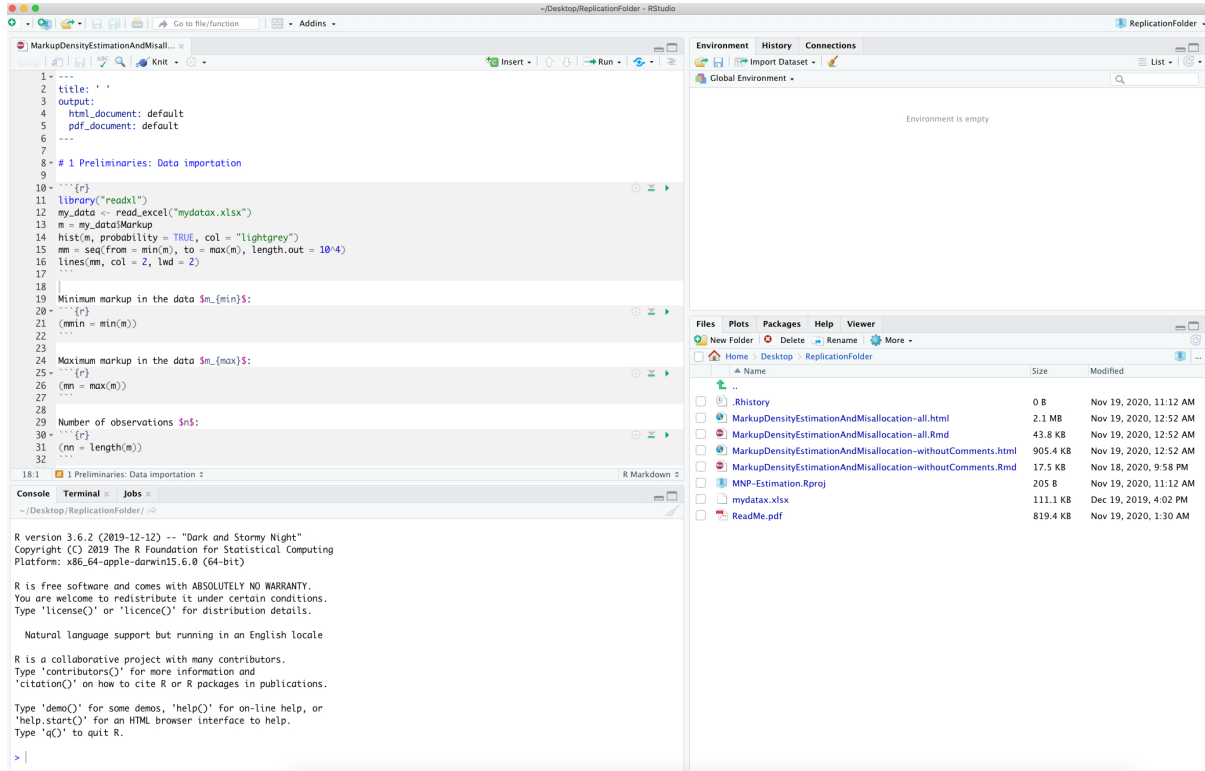 ~/Desktop/ReplicationFolder - RStudio
Go to file/function
Addins
ReplicationFolder
MarkupDensityEstimationAndMisall...
ABC
Knit
Insert
Run
1 ---
2 title: ' '
3 output:
4   html_document: default
5   pdf_document: default
6 ---
7
8 # 1 Preliminaries: Data importation
9
10 ```{r}
11 library("readxl")
12 my_data <- read_excel("mydatax.xlsx")
13 m = my_data$Markup
14 hist(m, probability = TRUE, col = "lightgrey")
15 mm = seq(from = min(m), to = max(m), length.out = 10^4)
16 lines(mm, col = 2, lwd = 2)
17 ```
18
19 Minimum markup in the data $m_{min}$:
20 ```{r}
21 (mmin = min(m))
22 ```
23
24 Maximum markup in the data $m_{max}$:
25 ```{r}
26 (mn = max(m))
27 ```
28
29 Number of observations $n$:
30 ```{r}
31 (nn = length(m))
32 ```
18:1 1 Preliminaries: Data importation R Markdown
Console Terminal Jobs
~/Desktop/ReplicationFolder/
R version 3.6.2 (2019-12-12) -- "Dark and Stormy Night"
Copyright (C) 2019 The R Foundation for Statistical Computing
Platform: x86_64-apple-darwin15.6.0 (64-bit)
R is free software and comes with ABSOLUTELY NO WARRANTY.
You are welcome to redistribute it under certain conditions.
Type 'license()' or 'licence()' for distribution details.
Natural language support but running in an English locale
R is a collaborative project with many contributors.
Type 'contributors()' for more information and
'citation()' on how to cite R or R packages in publications.
Type 'demo()' for some demos, 'help()' for on-line help, or
'help.start()' for an HTML browser interface to help.
Type 'q()' to quit R.
>
Environment History Connections
Import Dataset
List
Global Environment
Environment is empty
Files Plots Packages Help Viewer
New Folder Delete Rename More
Home Desktop ReplicationFolder ...
Name Size Modified
..
.Rhistory 0 B Nov 19, 2020, 11:12 AM
MarkupDensityEstimationAndMisallocation-all.html 2.1 MB Nov 19, 2020, 12:52 AM
MarkupDensityEstimationAndMisallocation-all.Rmd 43.8 KB Nov 19, 2020, 12:52 AM
MarkupDensityEstimationAndMisallocation-withoutComments.html 905.4 KB Nov 19, 2020, 12:52 AM
MarkupDensityEstimationAndMisallocation-withoutComments.Rmd 17.5 KB Nov 18, 2020, 9:58 PM
MNP-Estimation.Rproj 205 B Nov 19, 2020, 11:12 AM
mydatax.xlsx 111.1 KB Dec 19, 2019, 4:02 PM
ReadMe.pdf 819.4 KB Nov 19, 2020, 1:30 AM